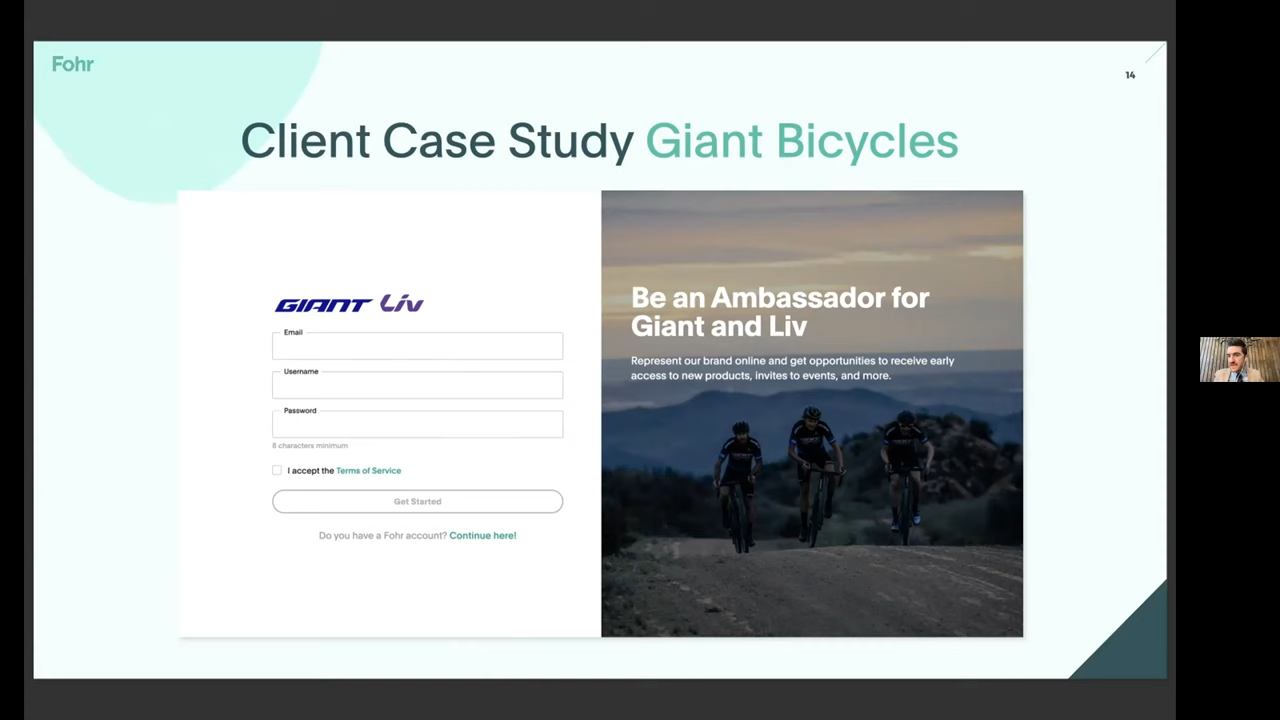 Fohr
14
Client Case Study Giant Bicycles
GIANT Liv
Email
Username
Password
8 characters minimum
I accept the Terms of Service
Get Started
Do you have a Fohr account? Continue here!
Be an Ambassador for
Giant and Liv
Represent our brand online and get opportunities to receive early
access to new products, invites to events, and more.